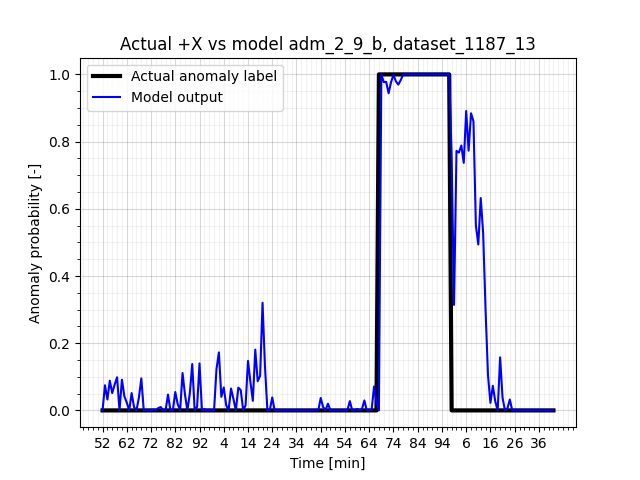 Actual +X vs model adm_2_9_b, dataset_1187_13
Actual anomaly label
Model output
Anomaly probability [-]
1.0
0.8
0.6
0.4
0.2
0.0
52 62 72 82 92 4 14 24 34 44 54 64 74 84 94 6 16 26 36
Time [min]